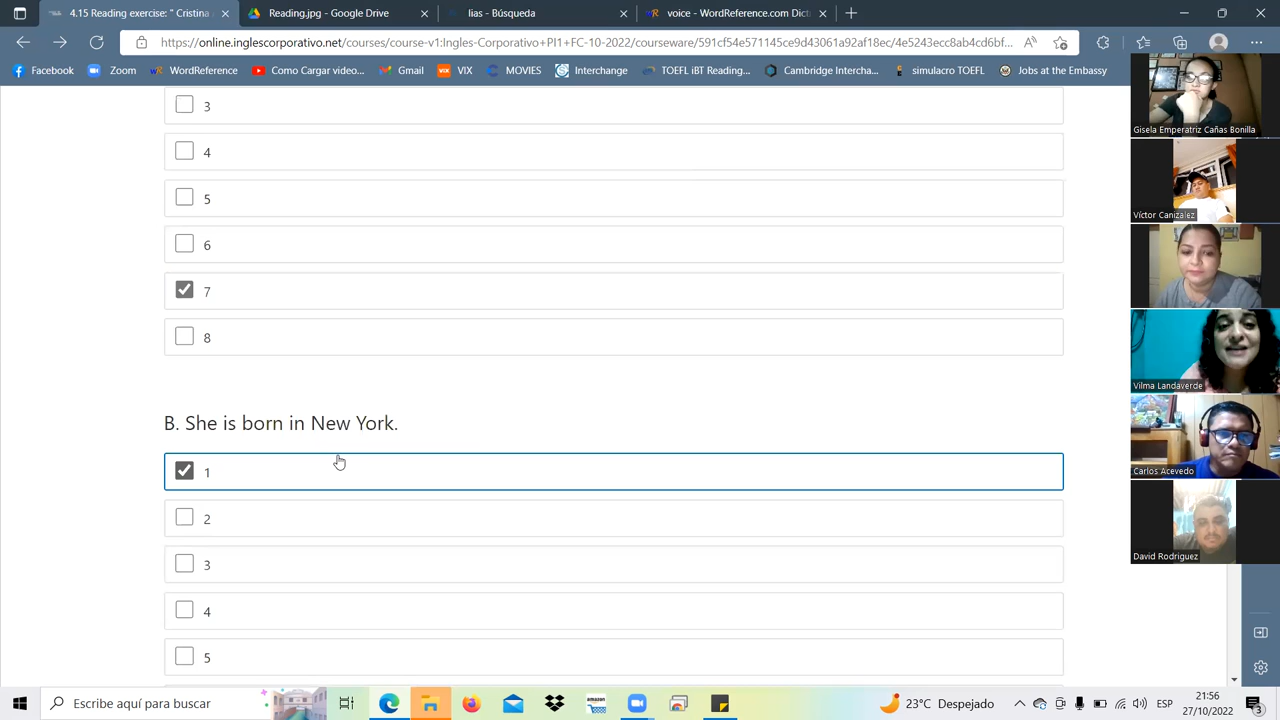 4.15 Reading exercise: " Cristina
Reading.jpg - Google Drive
lias - Búsqueda
voice - WordReference.com Dict
https://online.inglescorporativo.net/courses/course-v1:Ingles-Corporativo+PI1+FC-10-2022/courseware/591cf54e571145ce9d43061a92af18ec/4e5243ecc8ab4cd6bf...
Facebook
Zoom
WordReference
Como Cargar video...
Gmail
VIX
MOVIES
Interchange
TOEFL iBT Reading...
Cambridge Intercha...
simulacro TOEFL
Jobs at the Embassy
3
4
5
6
7
8
B. She is born in New York.
1
2
3
4
5
Gisela Emperatriz Cañas Bonilla
Víctor Canizalez
Vilma Landaverde
Carlos Acevedo
David Rodriguez
Escribe aquí para buscar
23°C Despejado
ESP
21:56
27/10/2022
3